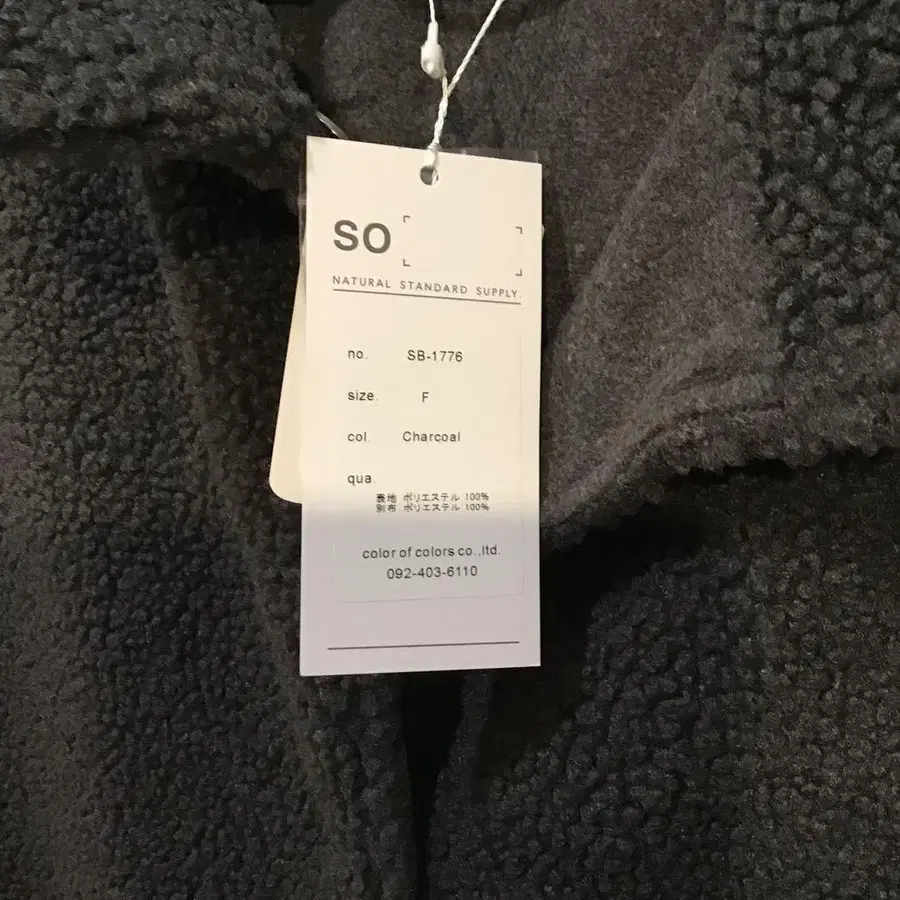 SO
NATURAL STANDARD SUPPLY.
no. SB-1776
size. F
col. Charcoal
qua.
表地 ポリエステル 100%
別布 ポリエステル 100%
color of colors co.,ltd.
092-403-6110